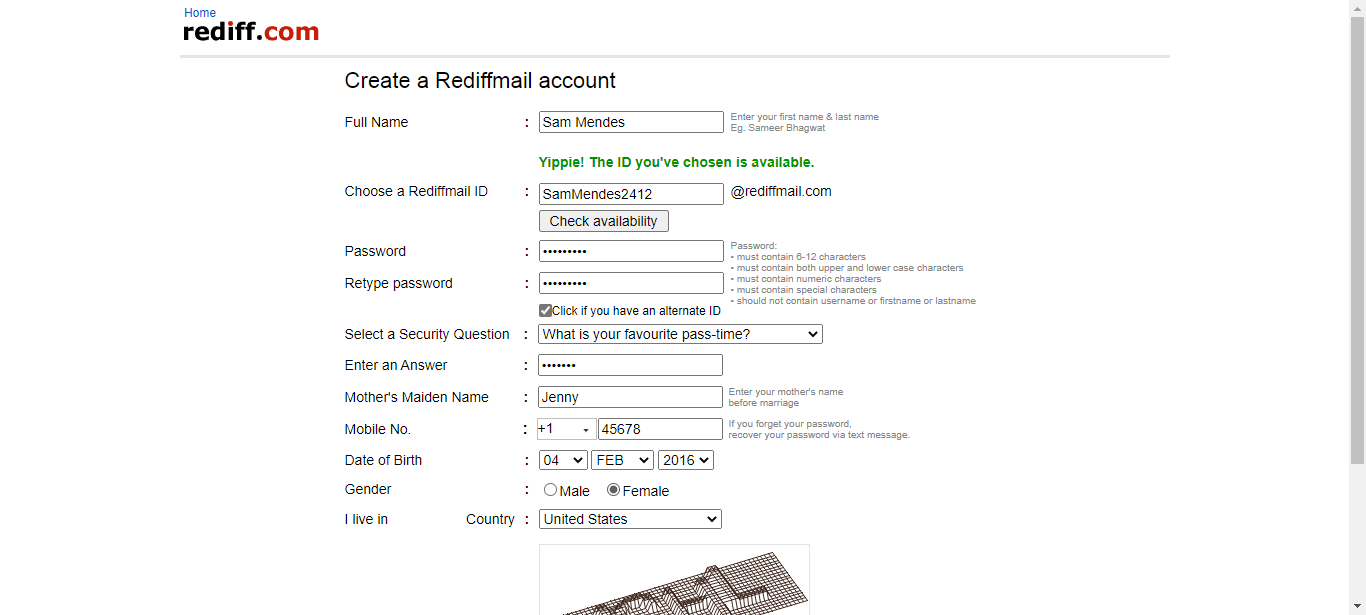 Home
rediff.com
Create a Rediffmail account
Full Name : Sam Mendes Enter your first name & last name
Eg. Sameer Bhagwat
Yippie! The ID you've chosen is available.
Choose a Rediffmail ID : SamMendes2412 @rediffmail.com
Check availability
Password : ••••••••• Password:
• must contain 6-12 characters
• must contain both upper and lower case characters
• must contain numeric characters
• must contain special characters
• should not contain username or firstname or lastname
Retype password : •••••••••
Click if you have an alternate ID
Select a Security Question : What is your favourite pass-time?
Enter an Answer : •••••••
Mother's Maiden Name : Jenny Enter your mother's name
before marriage
Mobile No. : +1 45678 If you forget your password,
recover your password via text message.
Date of Birth : 04 FEB 2016
Gender : Male Female
I live in Country : United States